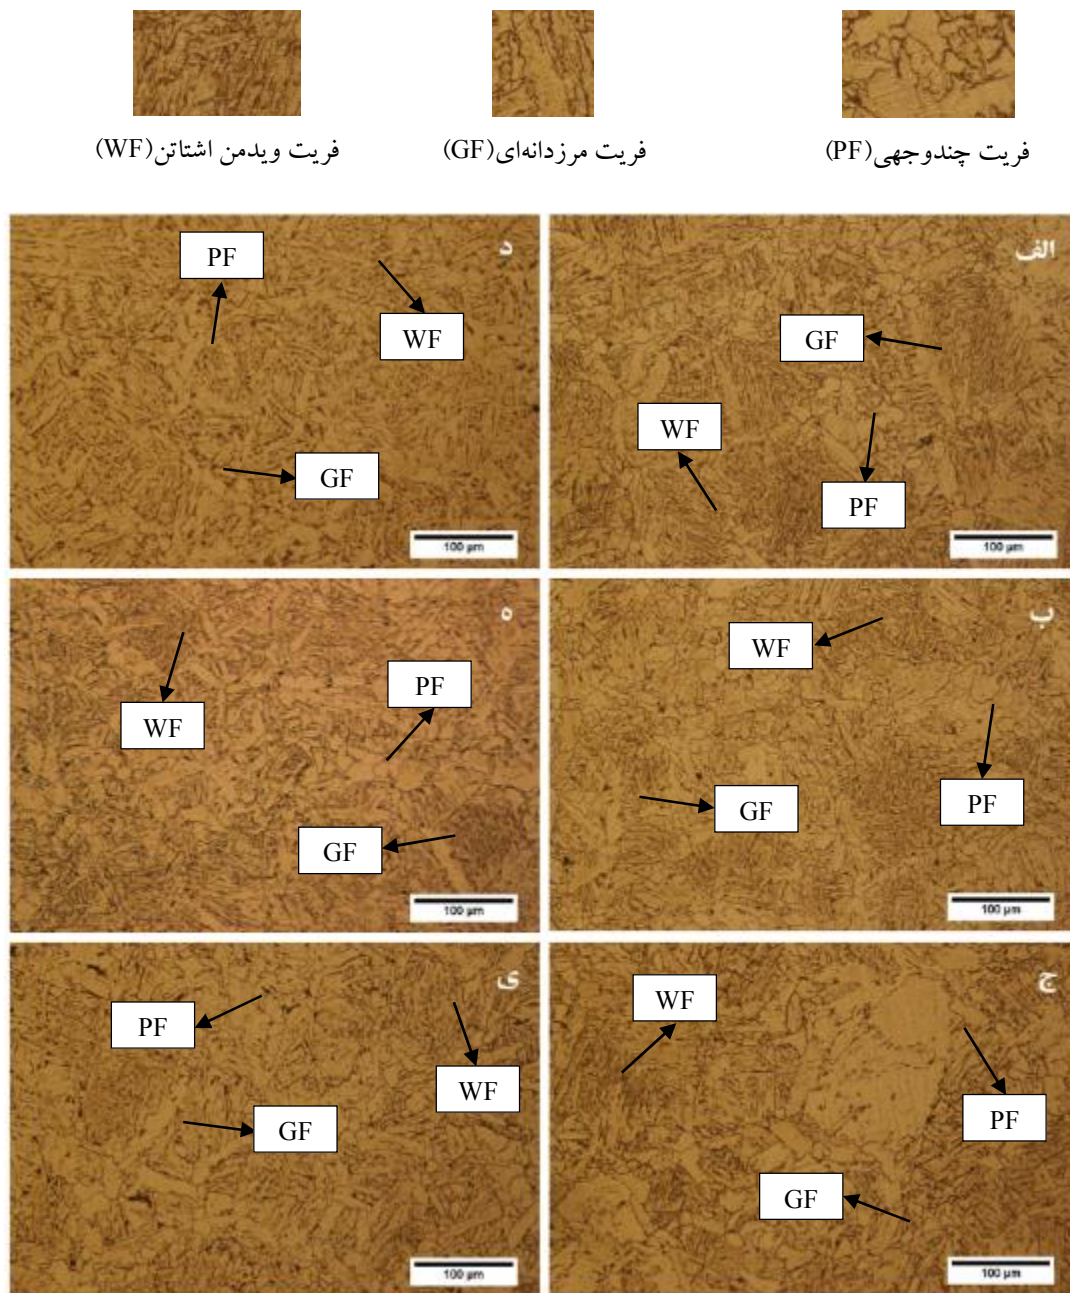 فریت چندوجهی(PF)
فریت مرزدانه‌ای(GF)
فریت ویدمن اشتاتن(WF)
الف
GF
WF
PF
100 µm
د
PF
WF
GF
100 µm
ب
WF
PF
GF
100 µm
ه
PF
WF
GF
100 µm
ج
WF
PF
GF
100 µm
ی
PF
WF
GF
100 µm